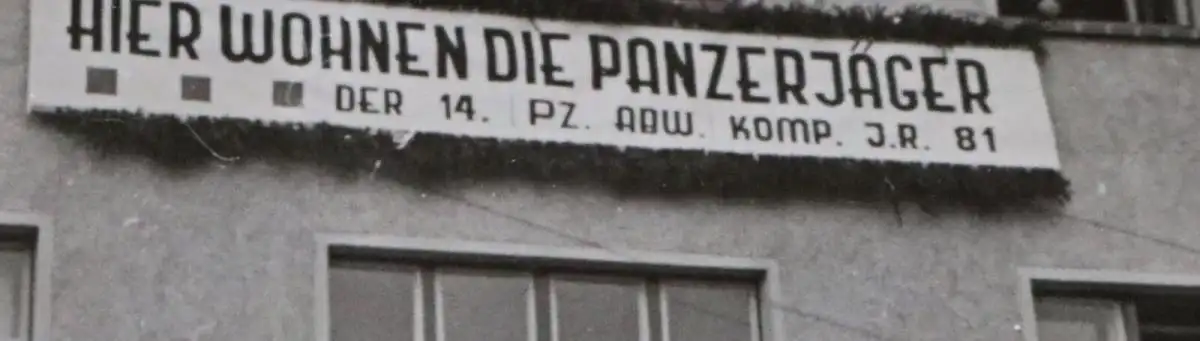 HIER WOHNEN DIE PANZERJÄGER
DER 14. PZ. ABW. KOMP. J.R. 81